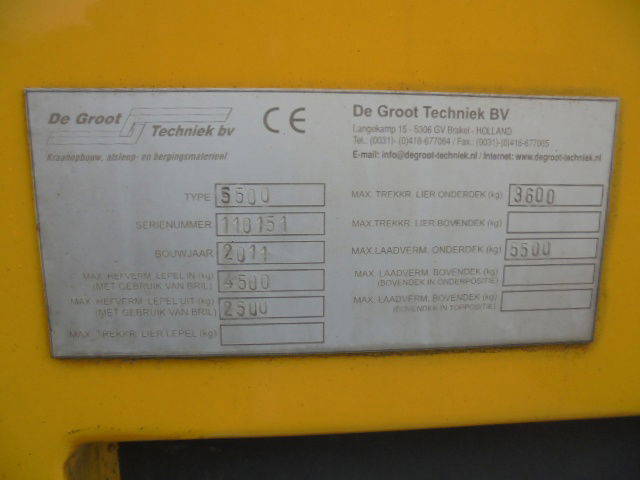 De Groot
Techniek bv
Kraanopbouw, afsleep- en bergingsmaterieel
CE
De Groot Techniek BV
Langekamp 15 - 5306 GV Brakel - HOLLAND
Tel.: (0031)- (0)418-677064 / Fax.: (0031)-(0)418-677005
E-mail: info@degroot-techniek.nl / Internet: www.degroot-techniek.nl
TYPE 5500
SERIENUMMER 110151
BOUWJAAR 2011
MAX. HEFVERM. LEPEL IN (kg) 4500
(MET GEBRUIK VAN BRIL)
MAX. HEFVERM. LEPEL UIT (kg) 2500
(MET GEBRUIK VAN BRIL)
MAX. TREKKR. LIER LEPEL (kg)
MAX. TREKKR. LIER ONDERDEK (kg) 3600
MAX.TREKKR. LIER BOVENDEK (kg)
MAX.LAADVERM. ONDERDEK (kg) 5500
MAX. LAADVERM. BOVENDEK (kg)
(BOVENDEK IN ONDERPOSITIE)
MAX. LAADVERM. BOVENDEK (kg)
(BOVENDEK IN TOPPOSITIE)